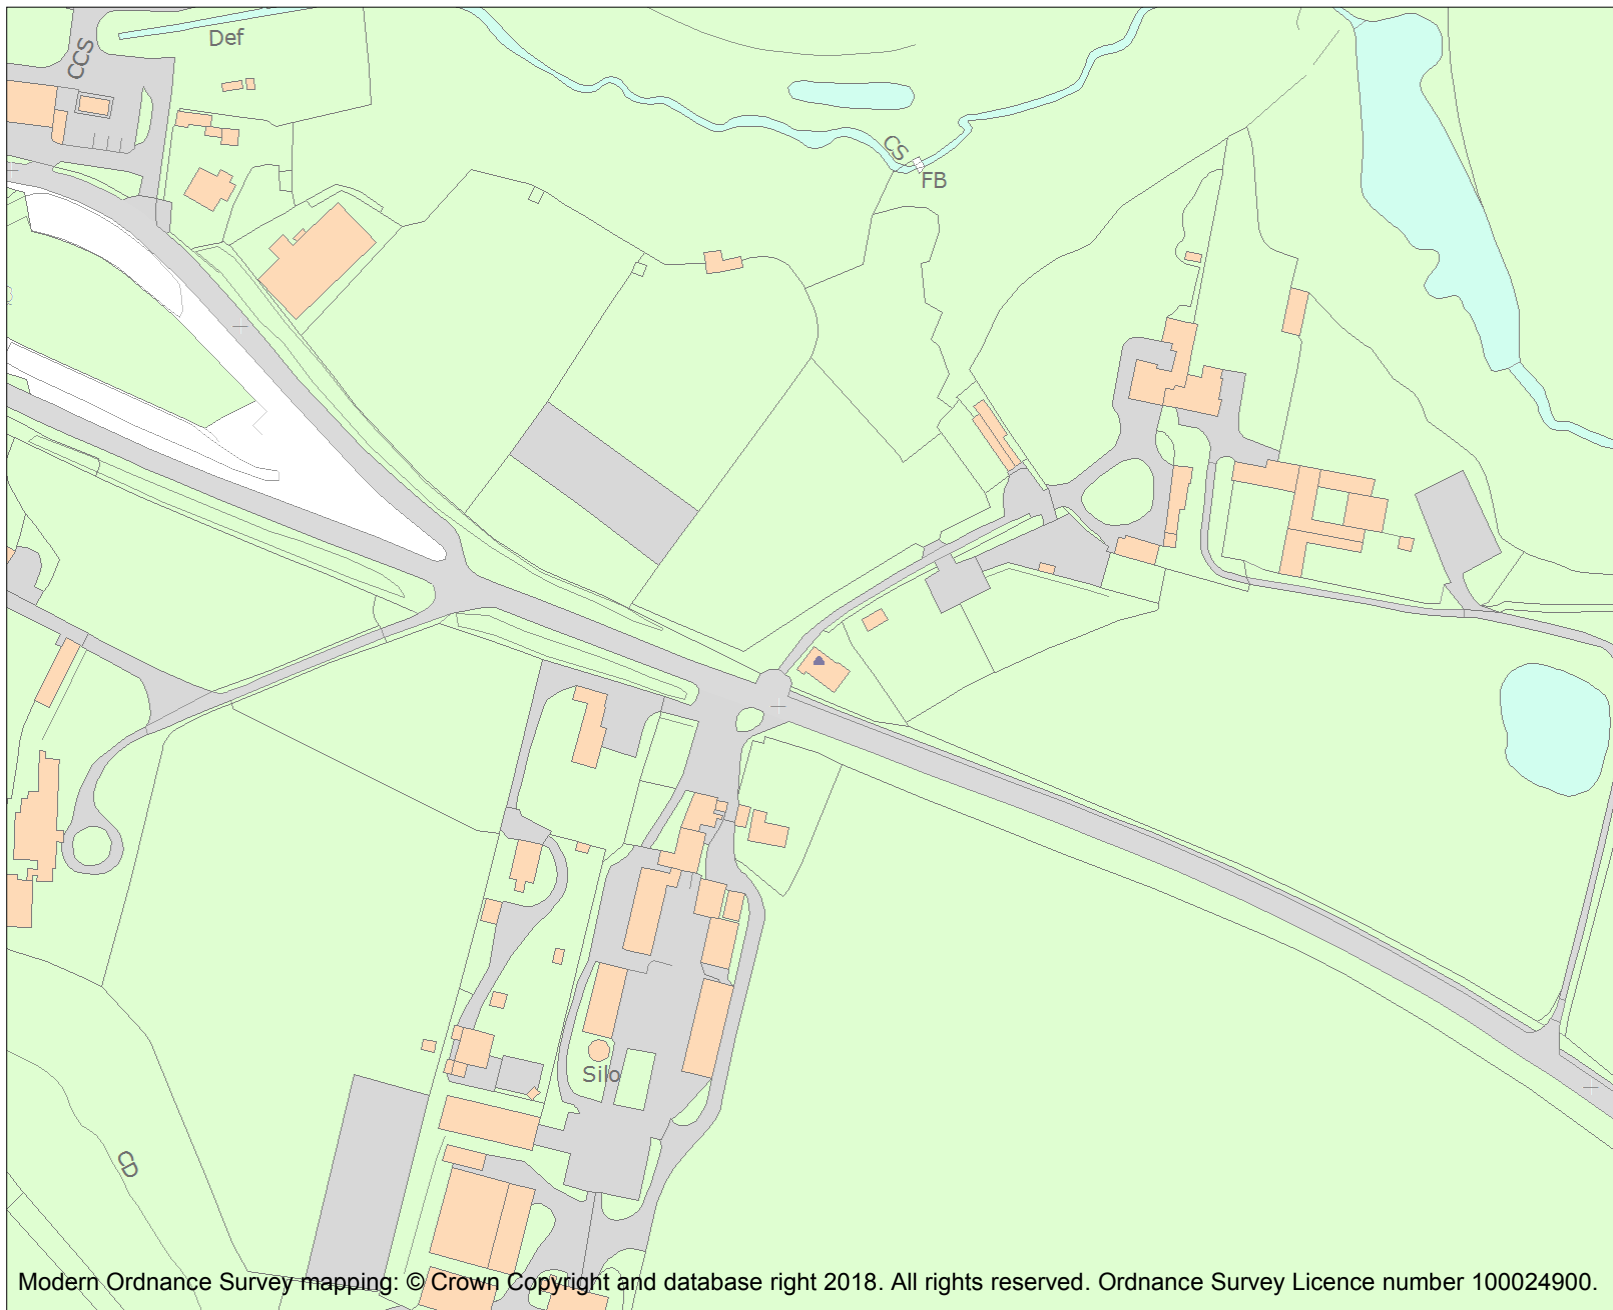 Def
CCS
CS
FB
Silo
CD
Modern Ordnance Survey mapping: © Crown Copyright and database right 2018. All rights reserved. Ordnance Survey Licence number 100024900.